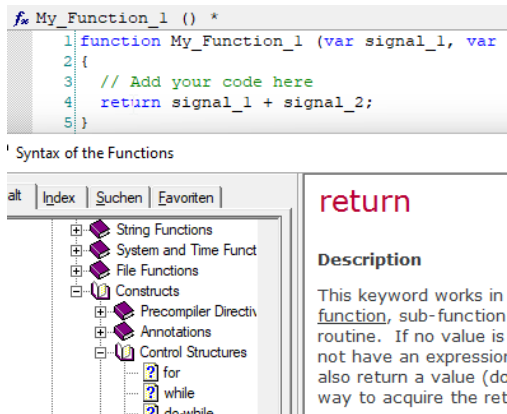 fx My_Function_1 () *
1 function My_Function_1 (var signal_1, var
2 {
3 // Add your code here
4 return signal_1 + signal_2;
5 }
Syntax of the Functions
alt Index Suchen Favoriten
String Functions
System and Time Funct
File Functions
Constructs
Precompiler Directiv
Annotations
Control Structures
for
while
do-while
return
Description
This keyword works in
function, sub-function
routine. If no value is
not have an expression
also return a value (do
way to acquire the ret